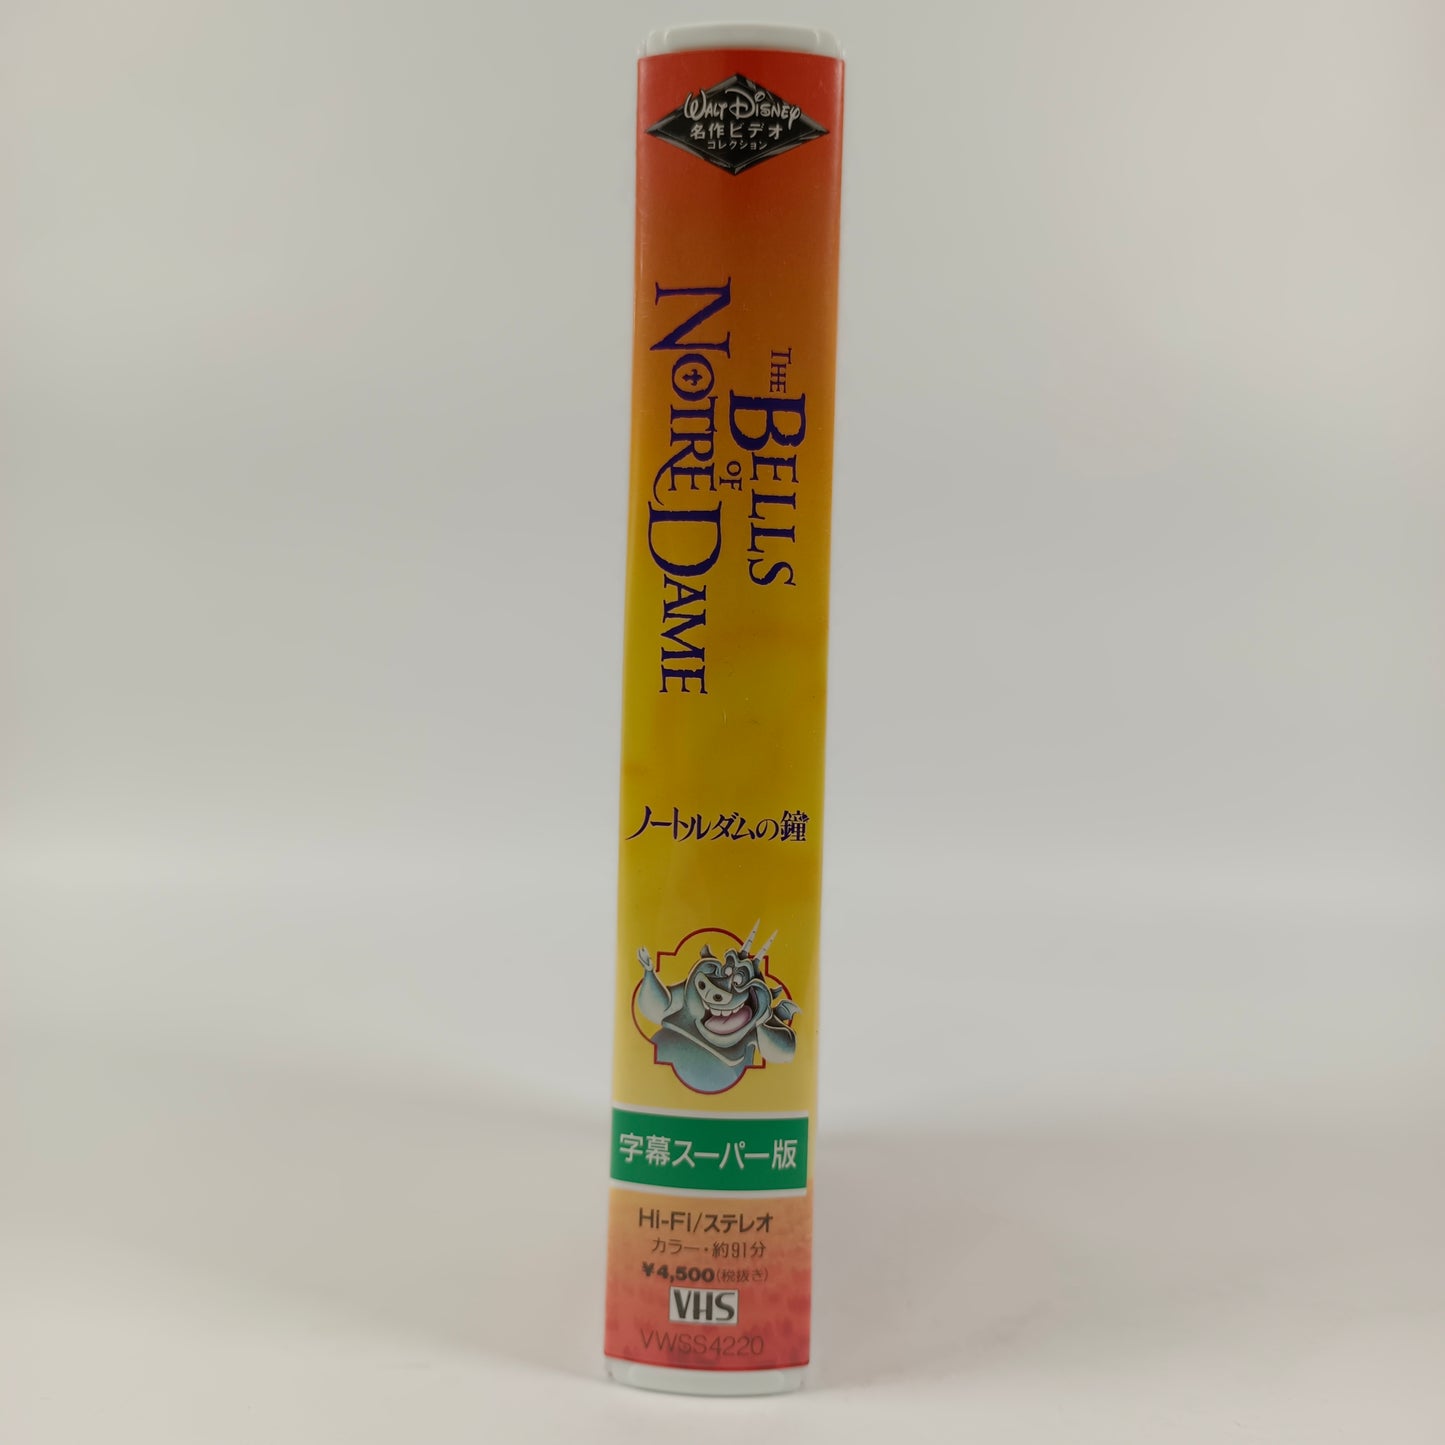 WALT DISNEY
名作ビデオ
コレクション
THE
BELLS
OF
NOTRE DAME
ノートルダムの鐘
字幕スーパー版
Hi-Fi/ステレオ
カラー・約91分
¥4,500(税抜き)
VHS
VWSS4220